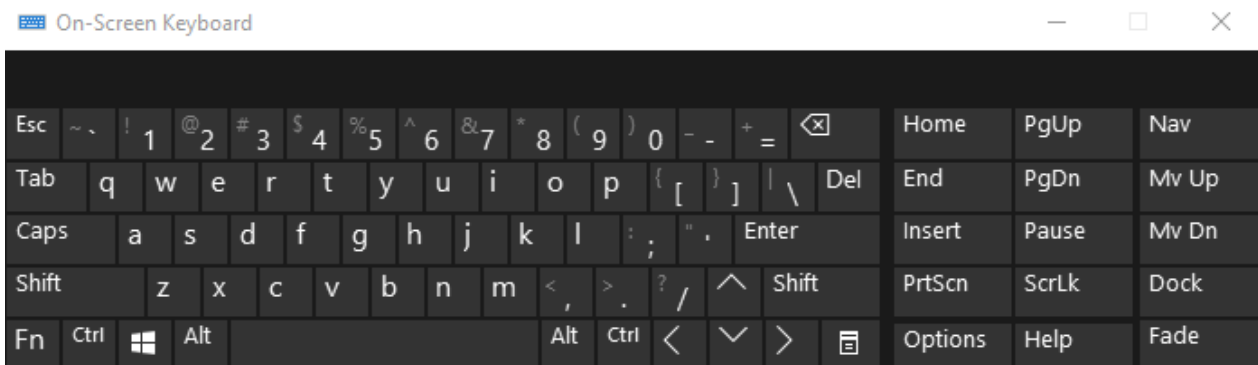 On-Screen Keyboard
Esc ~ ` ! 1 @ 2 # 3 $ 4 % 5 ^ 6 & 7 * 8 ( 9 ) 0 _ - + = Home PgUp Nav
Tab q w e r t y u i o p { [ } ] | \ Del End PgDn Mv Up
Caps a s d f g h j k l : ; " ' Enter Insert Pause Mv Dn
Shift z x c v b n m < , > . ? / Shift PrtScn ScrLk Dock
Fn Ctrl Alt Alt Ctrl Options Help Fade